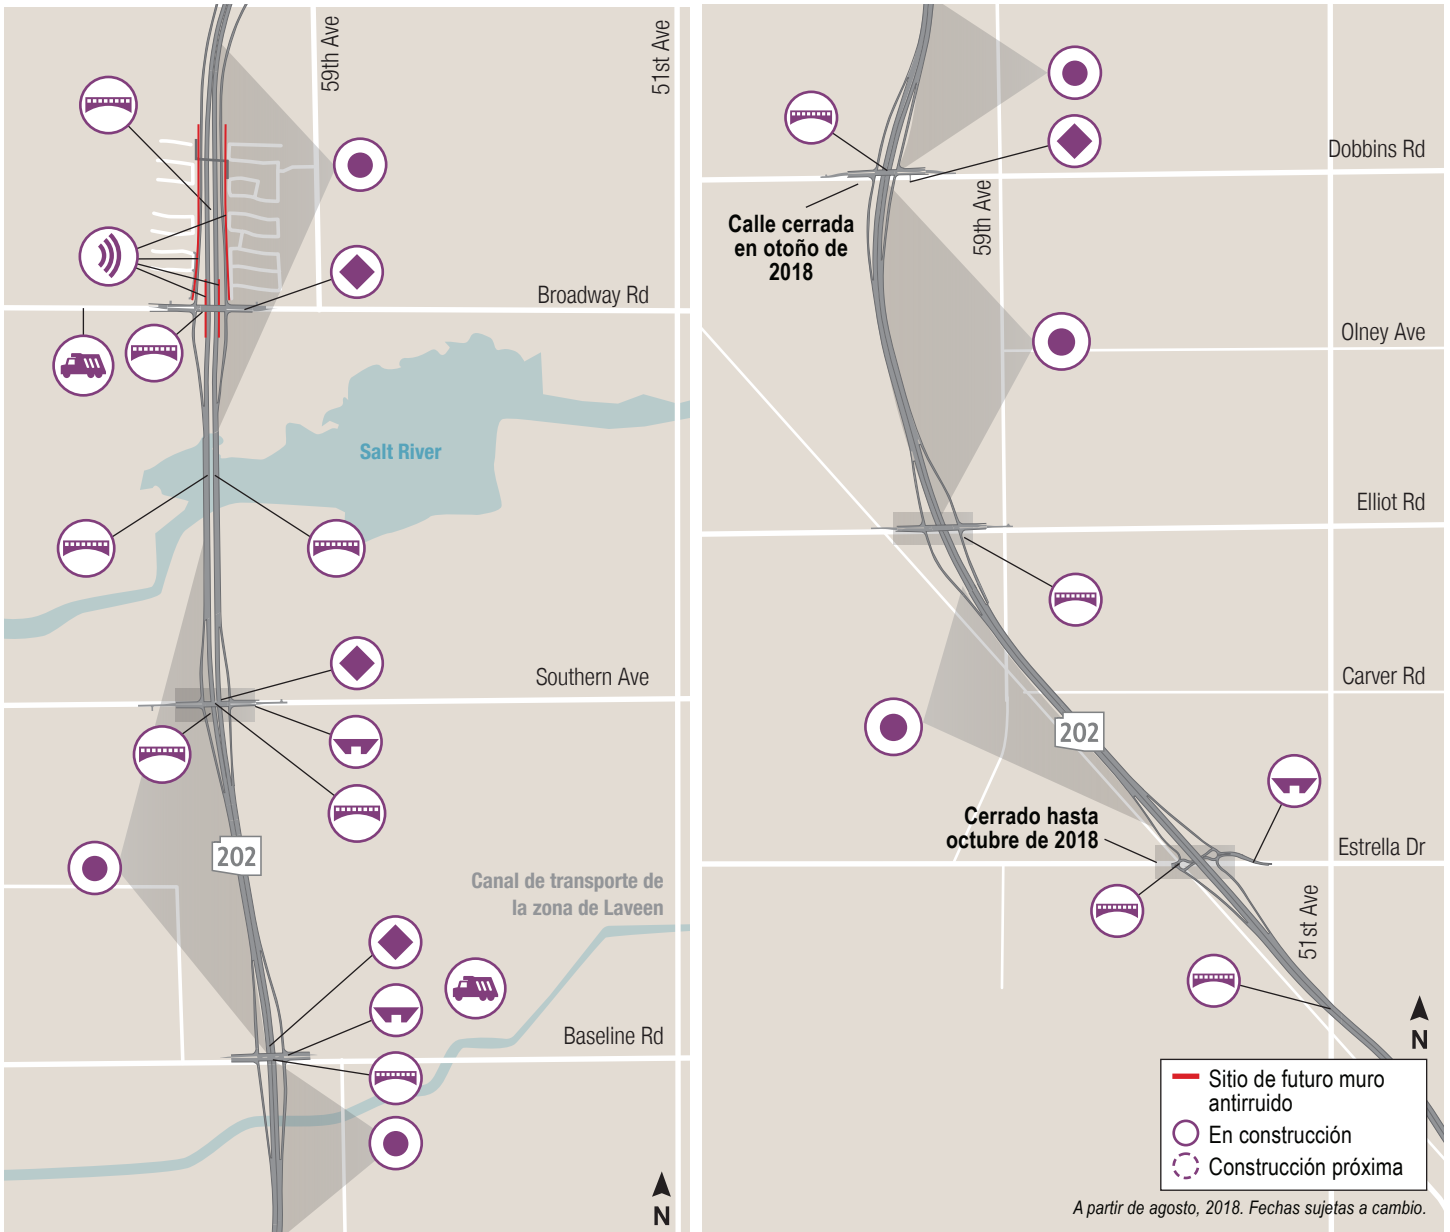 59th Ave
51st Ave
Broadway Rd
Salt River
Southern Ave
202
Canal de transporte de
la zona de Laveen
Baseline Rd
N
Dobbins Rd
59th Ave
Calle cerrada
en otoño de
2018
Olney Ave
Elliot Rd
Carver Rd
202
Cerrado hasta
octubre de 2018
Estrella Dr
51st Ave
N
Sitio de futuro muro
antirruido
En construcción
Construcción próxima
A partir de agosto, 2018. Fechas sujetas a cambio.